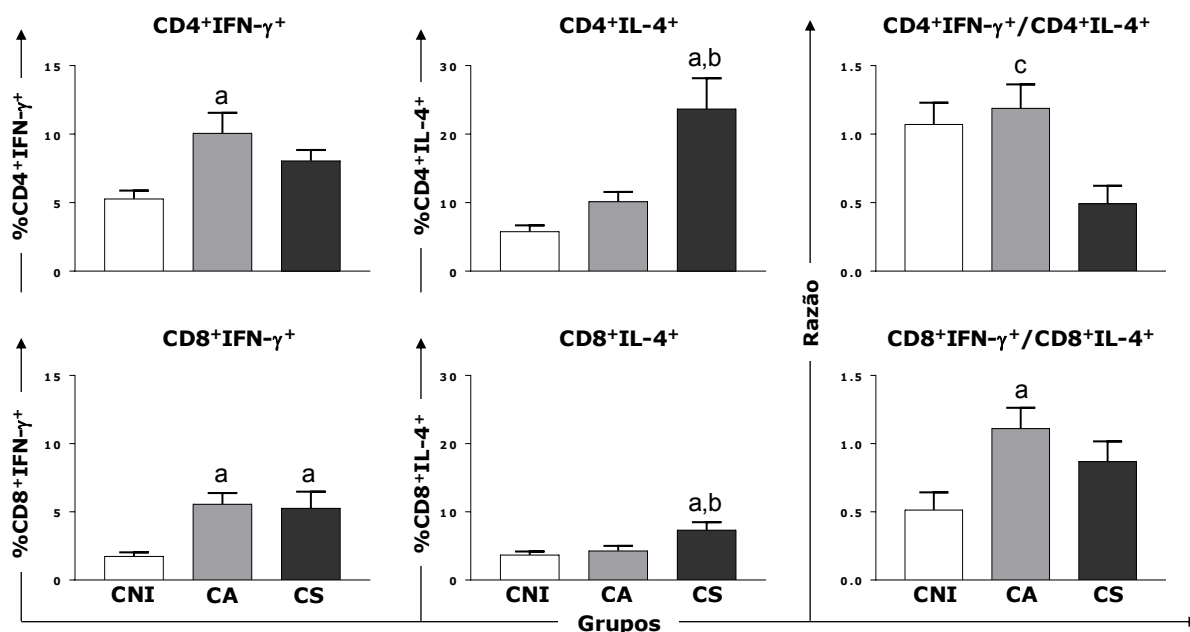 CD4⁺IFN-γ⁺
CD4⁺IL-4⁺
CD4⁺IFN-γ⁺/CD4⁺IL-4⁺
%CD4⁺IFN-γ⁺
15
10
5
0
a
%CD4⁺IL-4⁺
30
20
10
0
a,b
Razão
1.5
1.0
0.5
0.0
c
CD8⁺IFN-γ⁺
CD8⁺IL-4⁺
CD8⁺IFN-γ⁺/CD8⁺IL-4⁺
%CD8⁺IFN-γ⁺
15
10
5
0
a
a
CNI CA CS
%CD8⁺IL-4⁺
30
20
10
0
a,b
CNI CA CS
1.5
1.0
0.5
0.0
a
CNI CA CS
Grupos